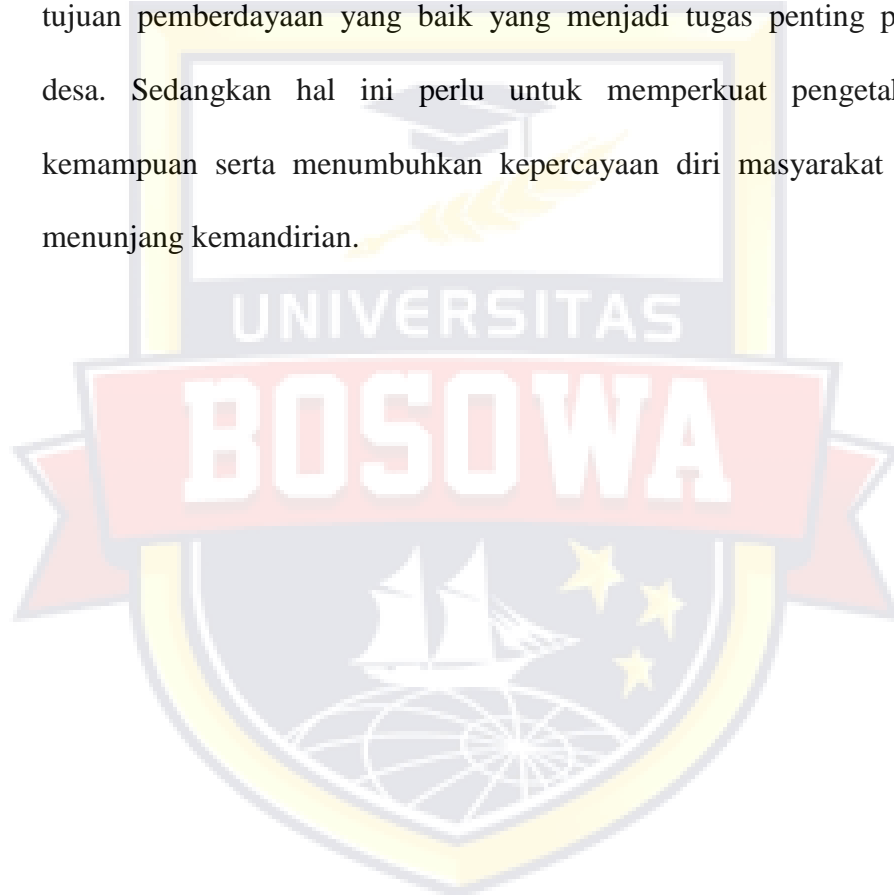 tujuan pemberdayaan yang baik yang menjadi tugas penting p
desa. Sedangkan hal ini perlu untuk memperkuat pengeta
kemampuan serta menumbuhkan kepercayaan diri masyarakat
menunjang kemandirian.
UNIVERSITAS
BOSOWA